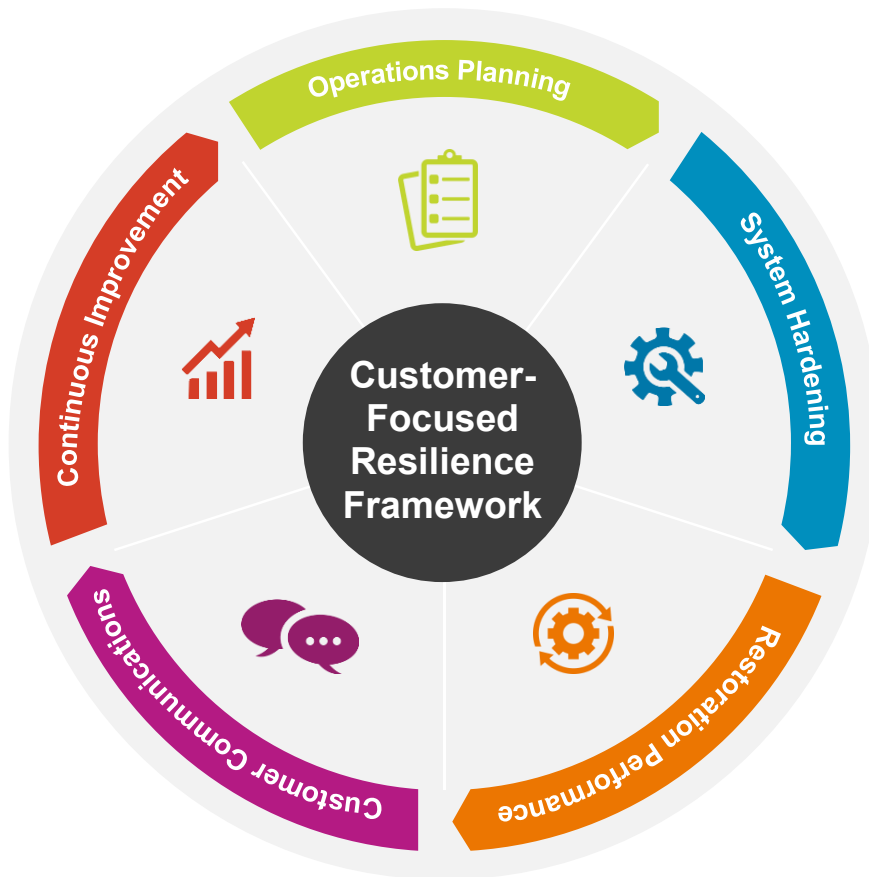 Operations Planning
System Hardening
Restoration Performance
Customer Communications
Continuous Improvement
Customer-
Focused
Resilience
Framework